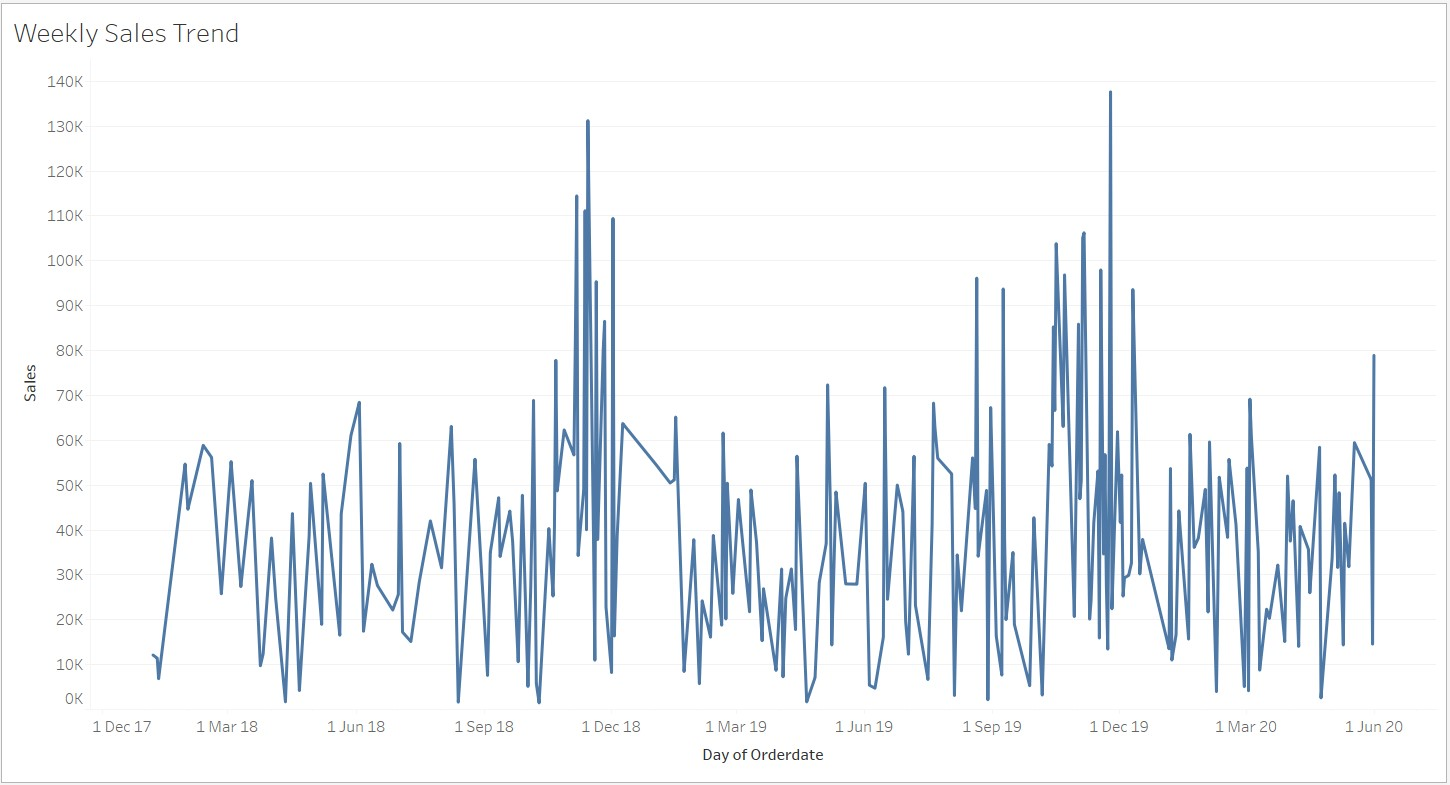 Weekly Sales Trend
140K
130K
120K
110K
100K
90K
80K
70K
60K
50K
40K
30K
20K
10K
0K
Sales
1 Dec 17 1 Mar 18 1 Jun 18 1 Sep 18 1 Dec 18 1 Mar 19 1 Jun 19 1 Sep 19 1 Dec 19 1 Mar 20 1 Jun 20
Day of Orderdate